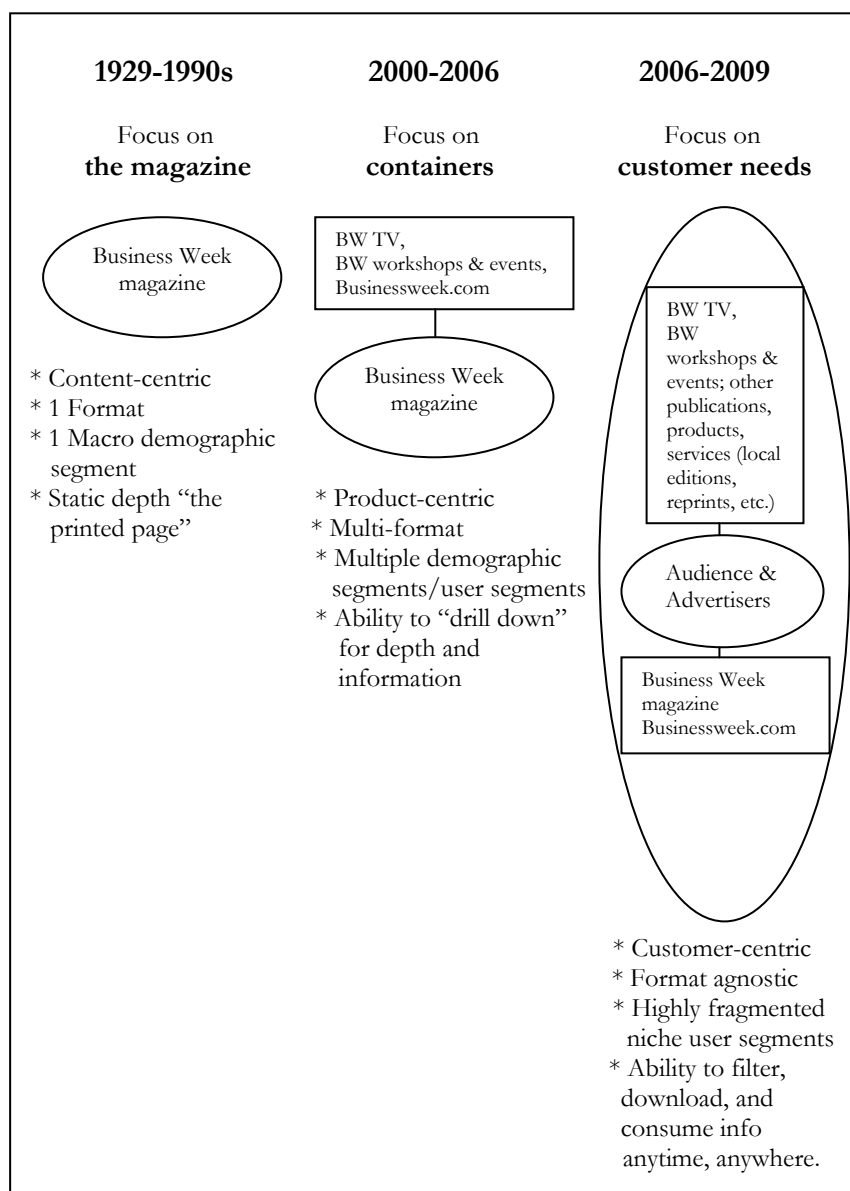 1929-1990s
Focus on
the magazine
Business Week
magazine
* Content-centric
* 1 Format
* 1 Macro demographic
segment
* Static depth “the
printed page”
2000-2006
Focus on
containers
BW TV,
BW workshops & events,
Businessweek.com
Business Week
magazine
* Product-centric
* Multi-format
* Multiple demographic
segments/user segments
* Ability to “drill down”
for depth and
information
2006-2009
Focus on
customer needs
BW TV,
BW
workshops &
events; other
publications,
products,
services (local
editions,
reprints, etc.)
Audience &
Advertisers
Business Week
magazine
Businessweek.com
* Customer-centric
* Format agnostic
* Highly fragmented
niche user segments
* Ability to filter,
download, and
consume info
anytime, anywhere.